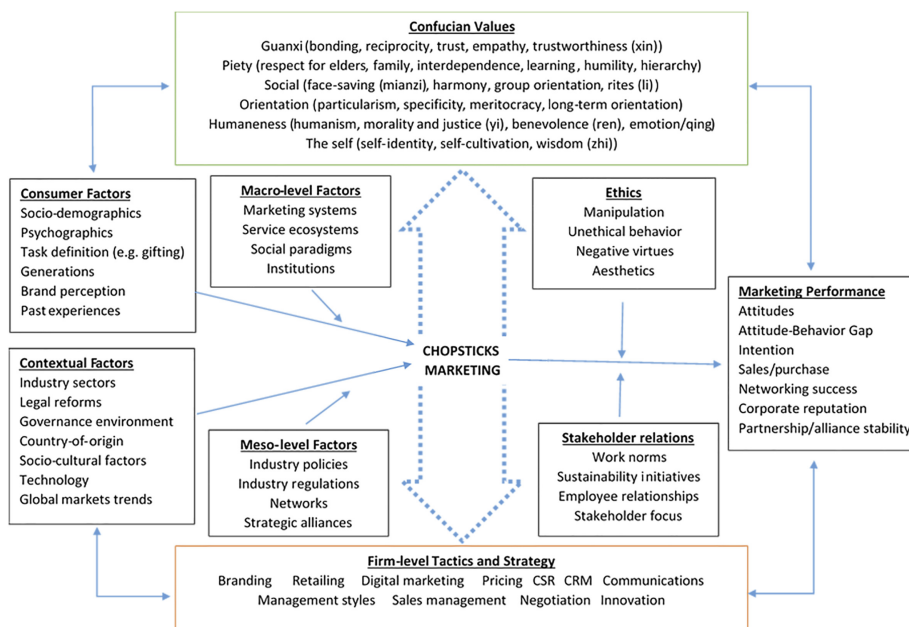 Confucian Values
Guanxi (bonding, reciprocity, trust, empathy, trustworthiness (xin))
Piety (respect for elders, family, interdependence, learning, humility, hierarchy)
Social (face-saving (mianzi), harmony, group orientation, rites (li))
Orientation (particularism, specificity, meritocracy, long-term orientation)
Humaneness (humanism, morality and justice (yi), benevolence (ren), emotion/qing)
The self (self-identity, self-cultivation, wisdom (zhi))
Consumer Factors
Socio-demographics
Psychographics
Task definition (e.g. gifting)
Generations
Brand perception
Past experiences
Macro-level Factors
Marketing systems
Service ecosystems
Social paradigms
Institutions
Ethics
Manipulation
Unethical behavior
Negative virtues
Aesthetics
Contextual Factors
Industry sectors
Legal reforms
Governance environment
Country-of-origin
Socio-cultural factors
Technology
Global markets trends
CHOPSTICKS
MARKETING
Marketing Performance
Attitudes
Attitude-Behavior Gap
Intention
Sales/purchase
Networking success
Corporate reputation
Partnership/alliance stability
Meso-level Factors
Industry policies
Industry regulations
Networks
Strategic alliances
Stakeholder relations
Work norms
Sustainability initiatives
Employee relationships
Stakeholder focus
Firm-level Tactics and Strategy
Branding Retailing Digital marketing Pricing CSR CRM Communications
Management styles Sales management Negotiation Innovation